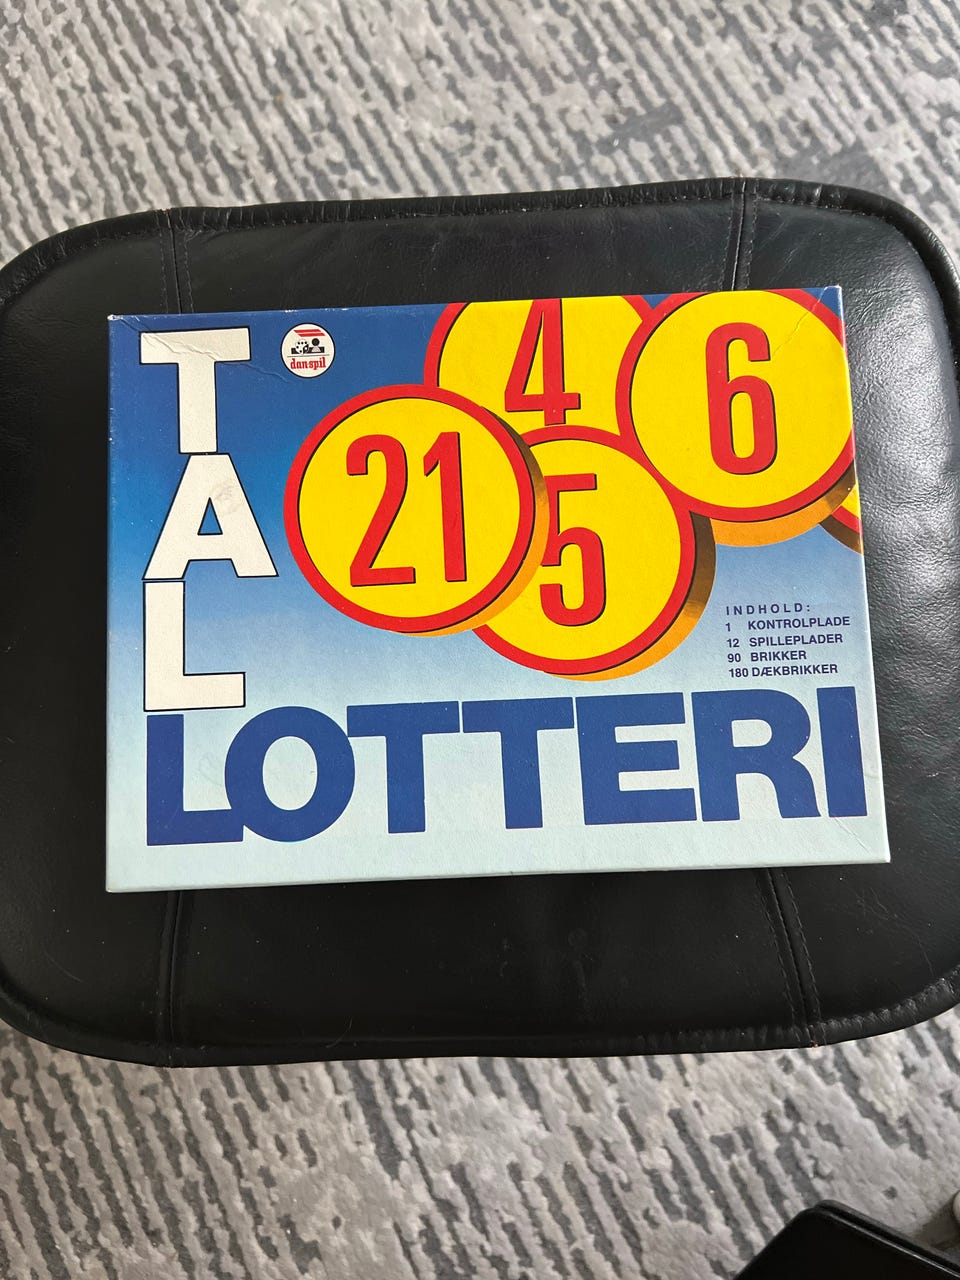 TAL
danspil
4
6
21
5
INDHOLD:
1 KONTROLPLADE
12 SPILLEPLADER
90 BRIKKER
180 DÆKBRIKKER
LOTTERI